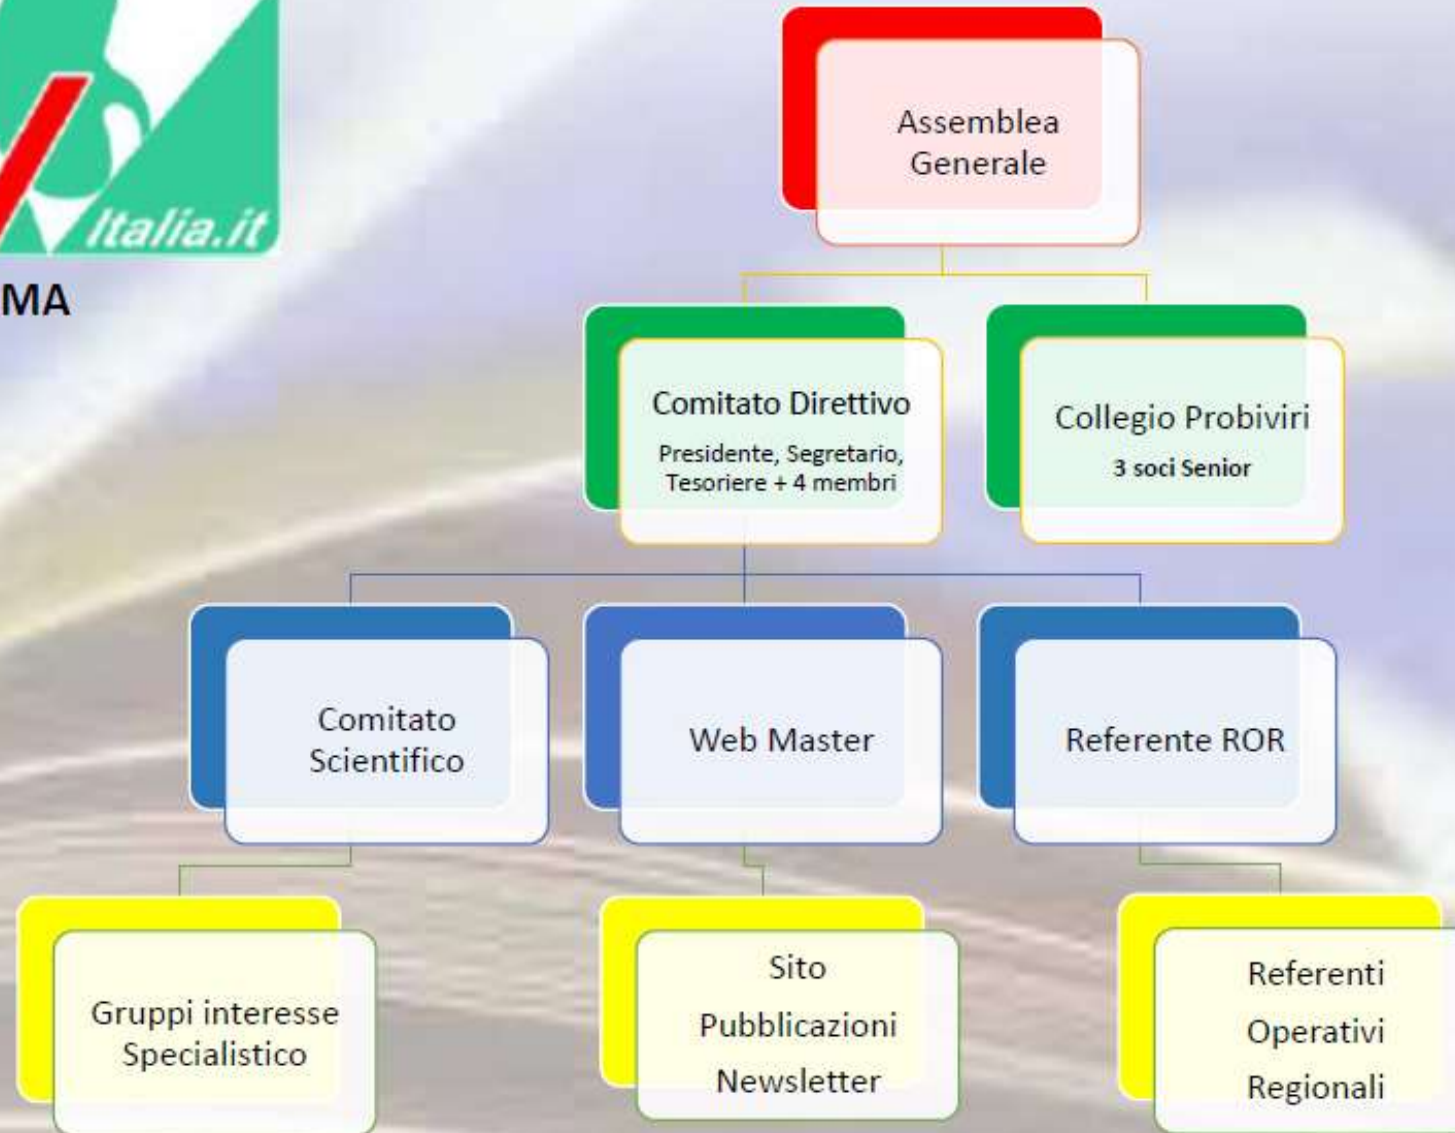 Italia.it
MA
Assemblea
Generale
Comitato Direttivo
Presidente, Segretario,
Tesoriere + 4 membri
Collegio Probiviri
3 soci Senior
Comitato
Scientifico
Web Master
Referente ROR
Gruppi interesse
Specialistico
Sito
Pubblicazioni
Newsletter
Referenti
Operativi
Regionali